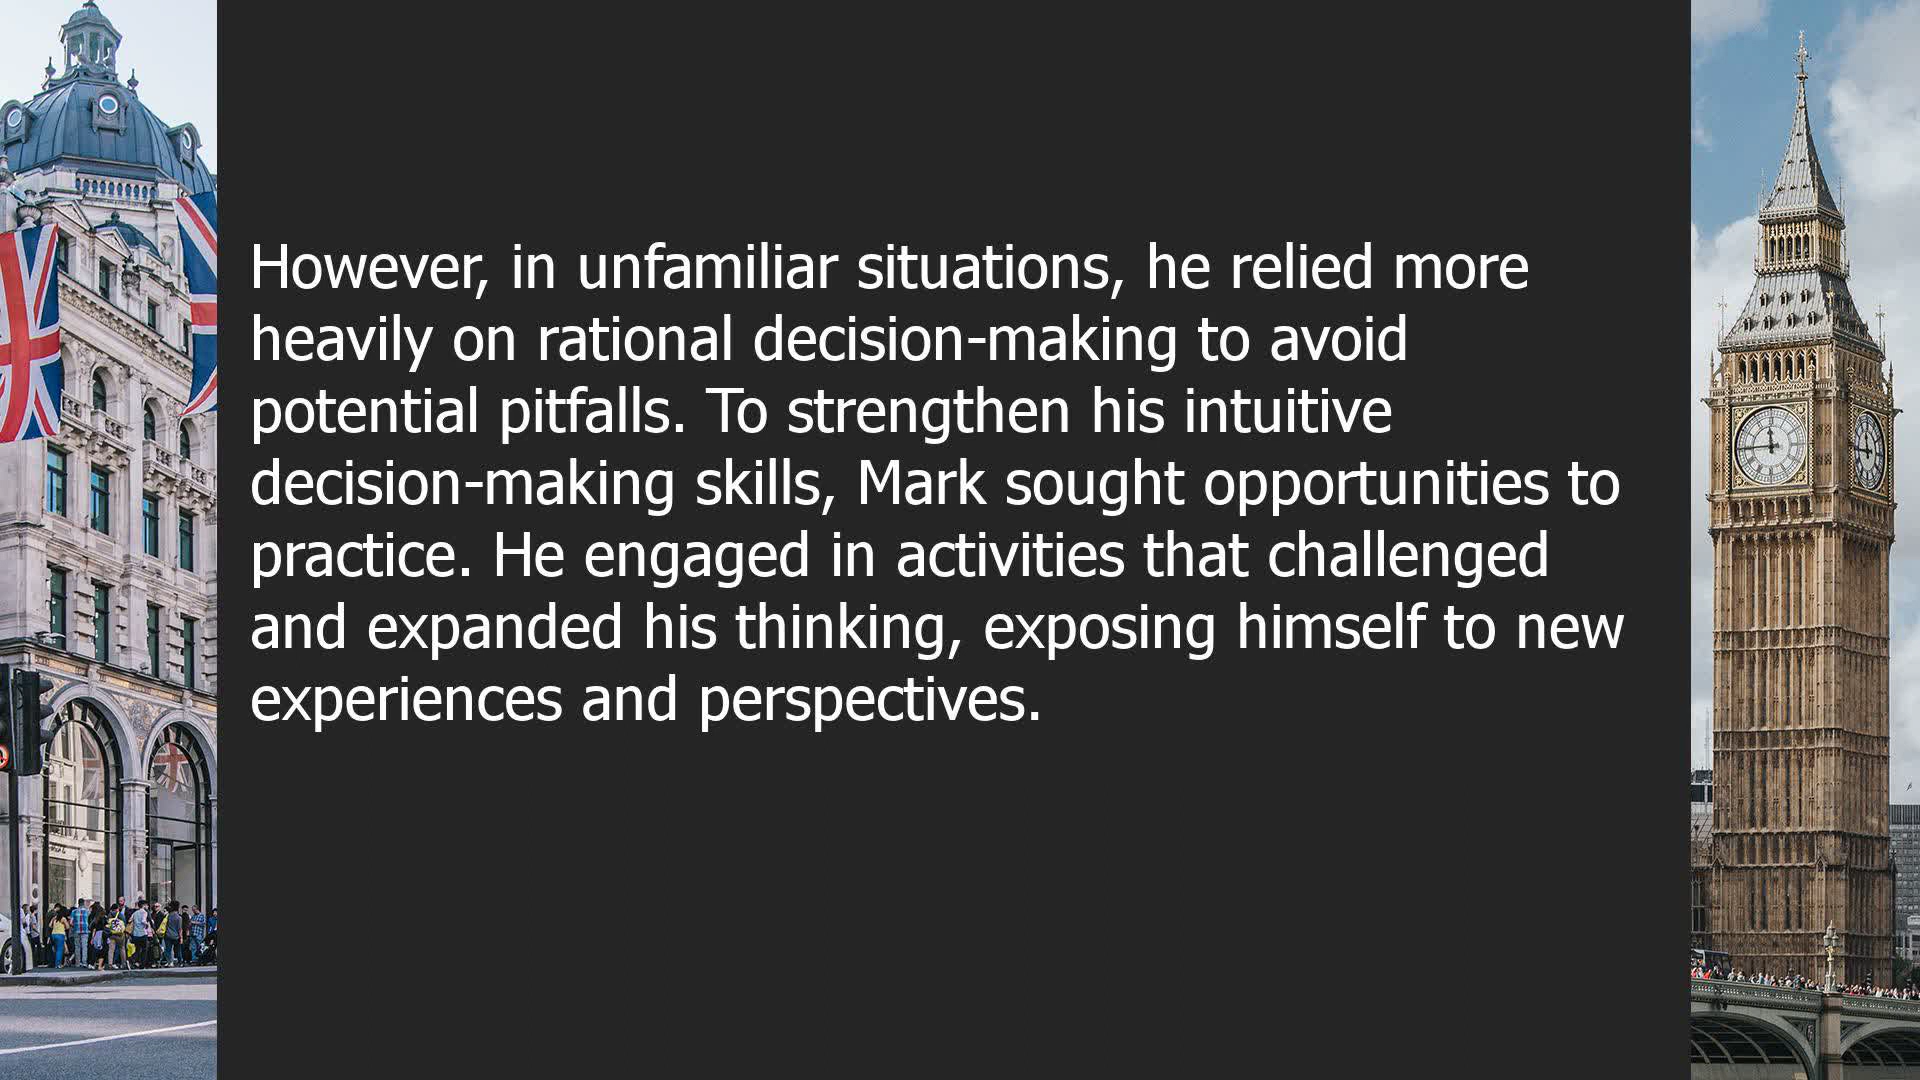 However, in unfamiliar situations, he relied more
heavily on rational decision-making to avoid
potential pitfalls. To strengthen his intuitive
decision-making skills, Mark sought opportunities to
practice. He engaged in activities that challenged
and expanded his thinking, exposing himself to new
experiences and perspectives.